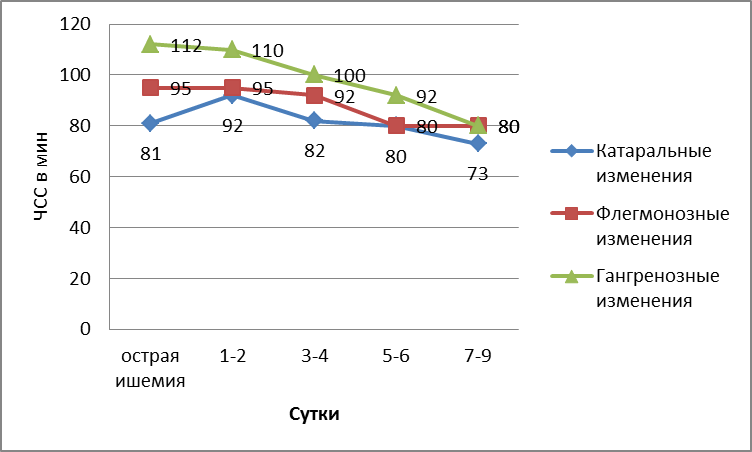 120
100
80
60
40
20
0
ЧСС в мин
112
110
100
92
80
95
95
92
80
80
81
92
82
80
73
острая
ишемия
1-2
3-4
5-6
7-9
Сутки
Катаральные
изменения
Флегмонозные
изменения
Гангренозные
изменения